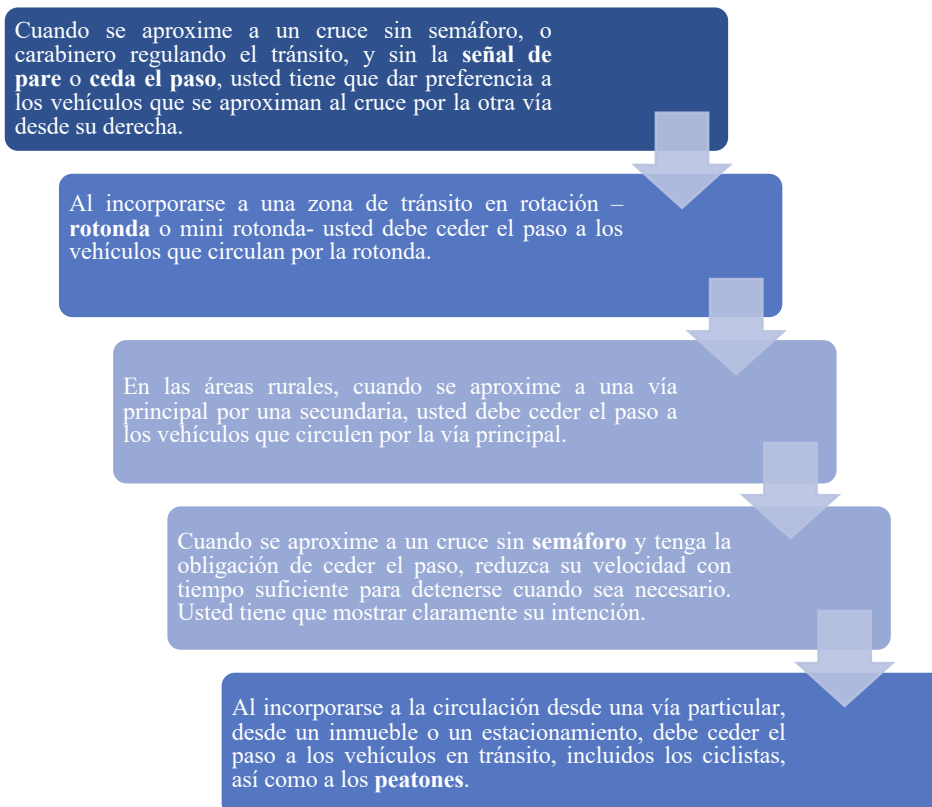 Cuando se aproxime a un cruce sin semáforo, o
carabinero regulando el tránsito, y sin la señal de
pare o ceda el paso, usted tiene que dar preferencia a
los vehículos que se aproximan al cruce por la otra vía
desde su derecha.
Al incorporarse a una zona de tránsito en rotación –
rotonda o mini rotonda- usted debe ceder el paso a los
vehículos que circulan por la rotonda.
En las áreas rurales, cuando se aproxime a una vía
principal por una secundaria, usted debe ceder el paso a
los vehículos que circulen por la vía principal.
Cuando se aproxime a un cruce sin semáforo y tenga la
obligación de ceder el paso, reduzca su velocidad con
tiempo suficiente para detenerse cuando sea necesario.
Usted tiene que mostrar claramente su intención.
Al incorporarse a la circulación desde una vía particular,
desde un inmueble o un estacionamiento, debe ceder el
paso a los vehículos en tránsito, incluidos los ciclistas,
así como a los peatones.